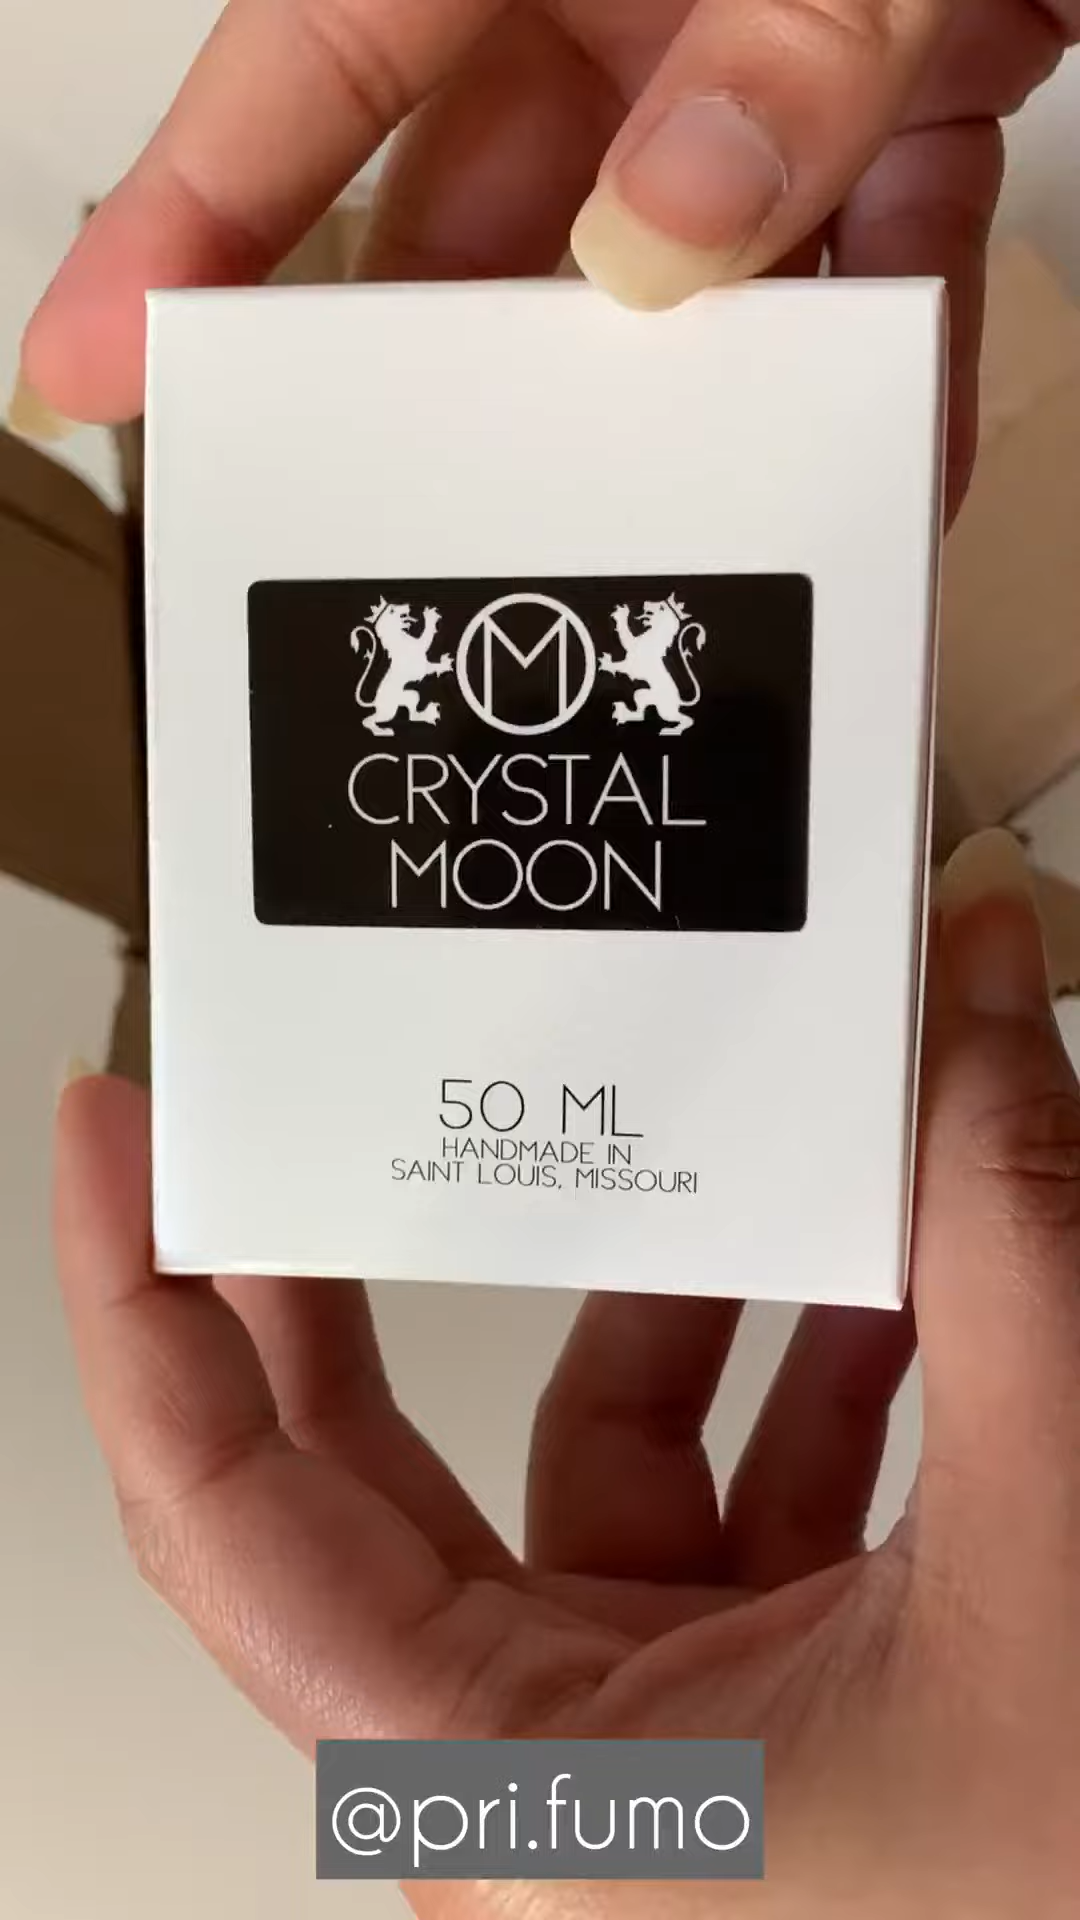 M
CRYSTAL
MOON
50 ML
HANDMADE IN
SAINT LOUIS, MISSOURI
@pri.fumo